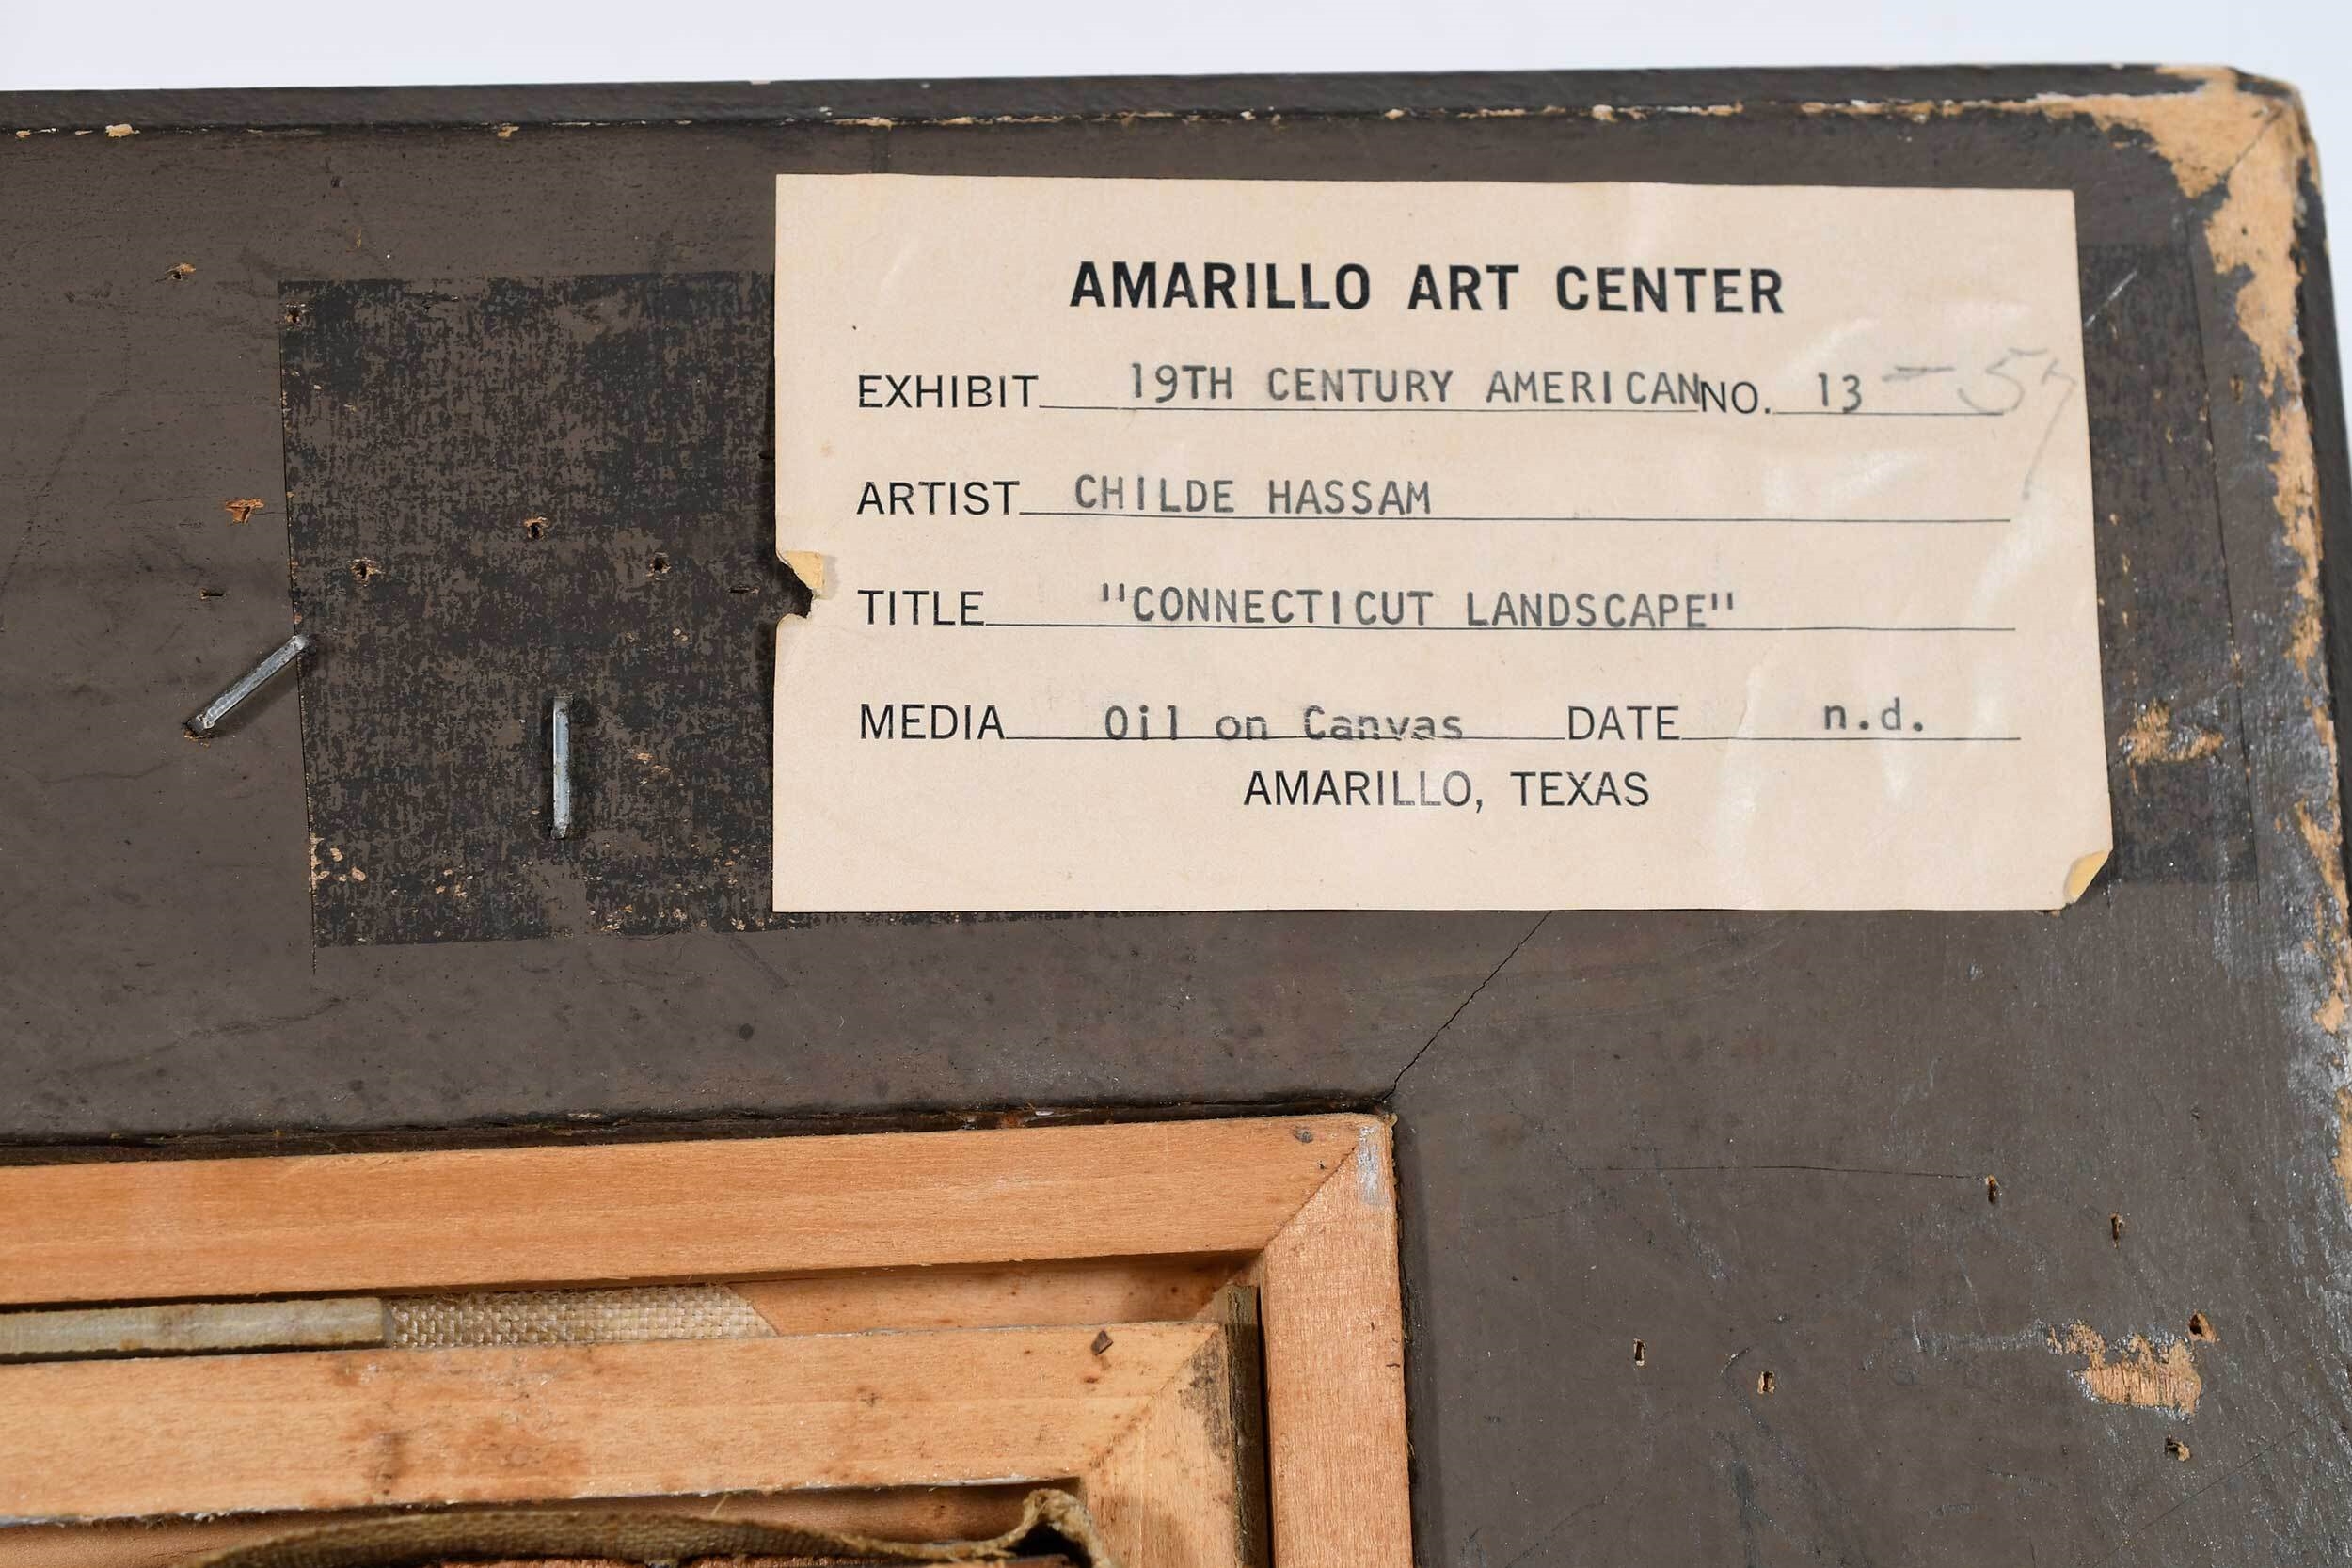 AMARILLO ART CENTER
EXHIBIT 19TH CENTURY AMERICAN NO. 13
ARTIST CHILDE HASSAM
TITLE "CONNECTICUT LANDSCAPE"
MEDIA Oil on Canvas DATE n.d.
AMARILLO, TEXAS